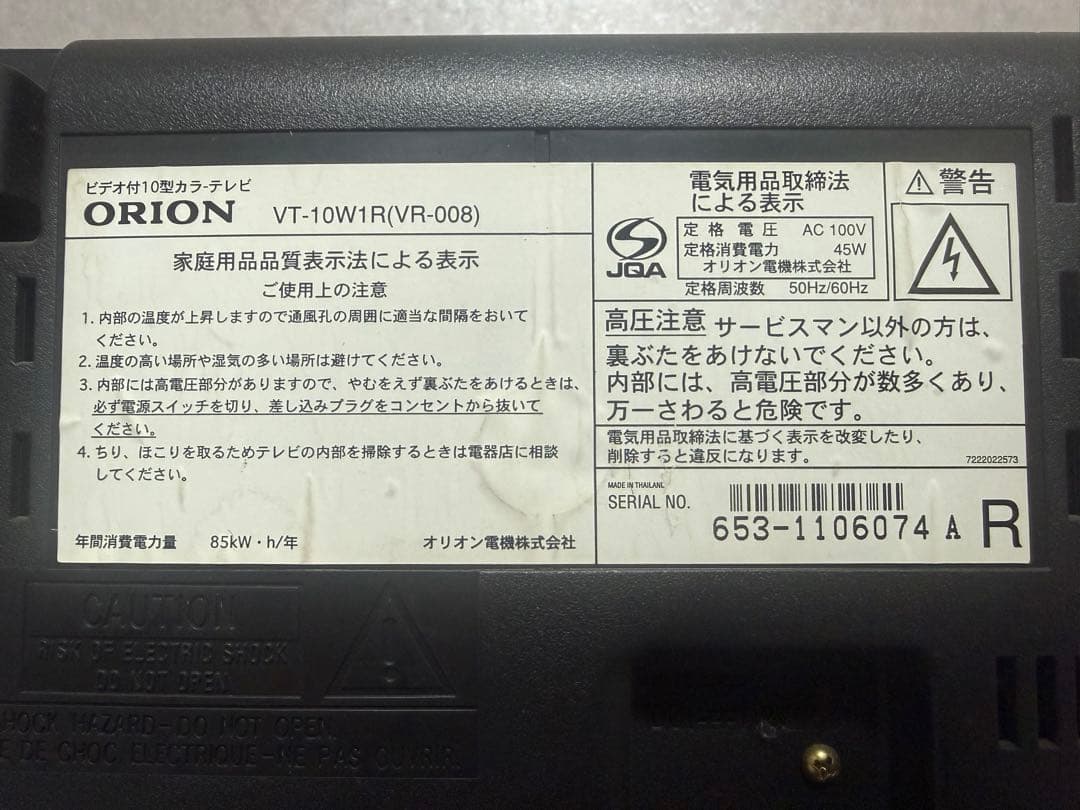 ビデオ付10型カラ-テレビ
ORION VT-10W1R(VR-008)
家庭用品品質表示法による表示
ご使用上の注意
1. 内部の温度が上昇しますので通風孔の周囲に適当な間隔をおいて
ください。
2. 温度の高い場所や湿気の多い場所は避けてください。
3. 内部には高電圧部分がありますので、やむをえず裏ぶたをあけるときは、
必ず電源スイッチを切り、差し込みプラグをコンセントから抜いて
ください。
4. ちり、ほこりを取るためテレビの内部を掃除するときは電器店に相談
してください。
年間消費電力量 85kW・h/年 オリオン電機株式会社
JQA
電気用品取締法
による表示
定格電圧 AC 100V
定格消費電力 45W
オリオン電機株式会社
定格周波数 50Hz/60Hz
⚠ 警告
高圧注意 サービスマン以外の方は、
裏ぶたをあけないでください。
内部には、高電圧部分が数多くあり、
万一さわると危険です。
電気用品取締法に基づく表示を改変したり、
削除すると違反になります。
7222022573
MADE IN THAILAND
SERIAL NO.
653-1106074 A
R
CAUTION
RISK OF ELECTRIC SHOCK
DO NOT OPEN
SHOCK HAZARD-DO NOT OPEN.
DE CHOC ELECTRIQUE-NE PAS OUVRIR.